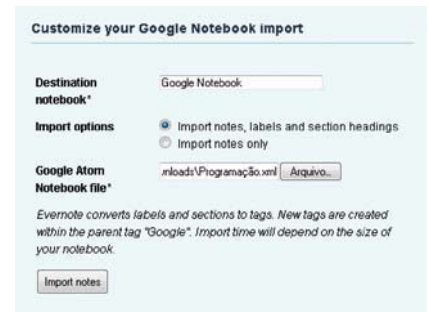 Customize your Google Notebook import
Destination notebook*
Google Notebook
Import options
Import notes, labels and section headings
Import notes only
Google Atom Notebook file*
nloads\Programação.xml
Arquivo...
Evernote converts labels and sections to tags. New tags are created
within the parent tag "Google". Import time will depend on the size of
your notebook.
Import notes